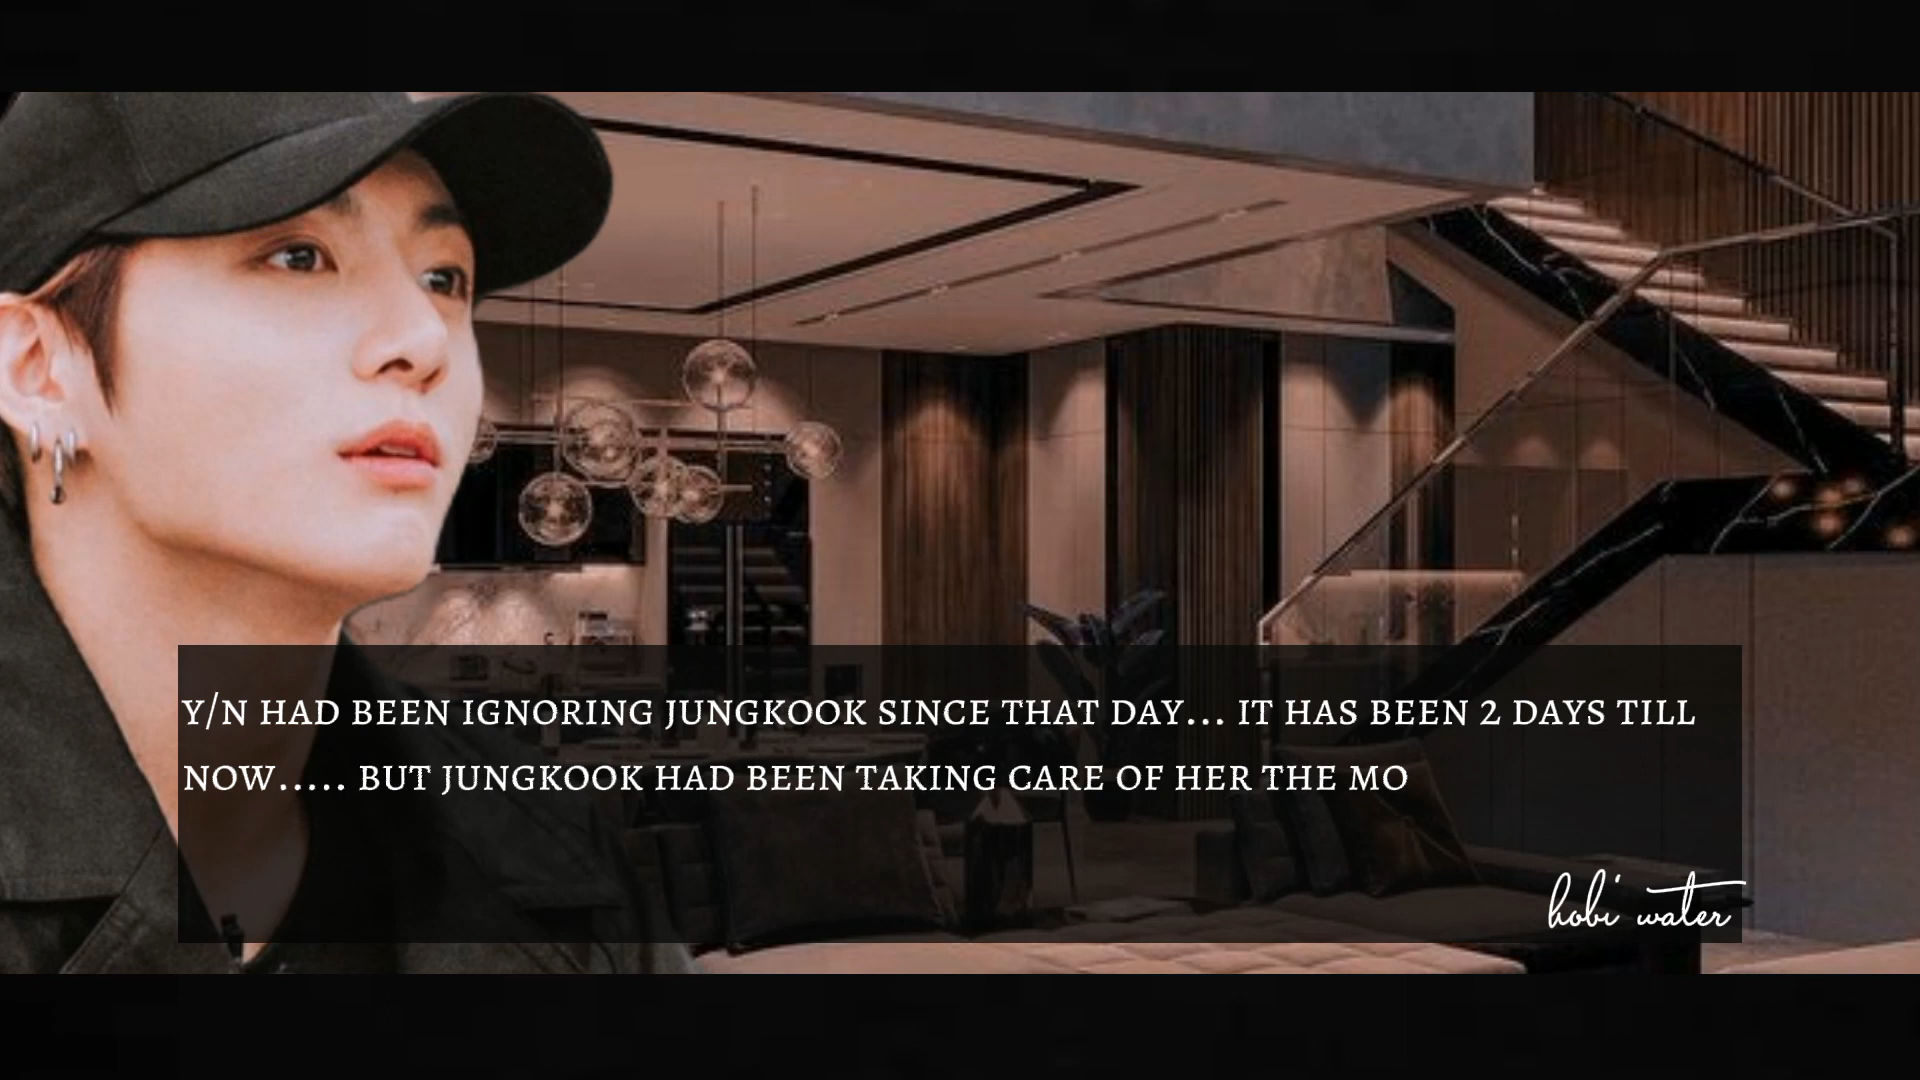 Y/N HAD BEEN IGNORING JUNGKOOK SINCE THAT DAY... IT HAS BEEN 2 DAYS TILL
NOW..... BUT JUNGKOOK HAD BEEN TAKING CARE OF HER THE MO
hobi water